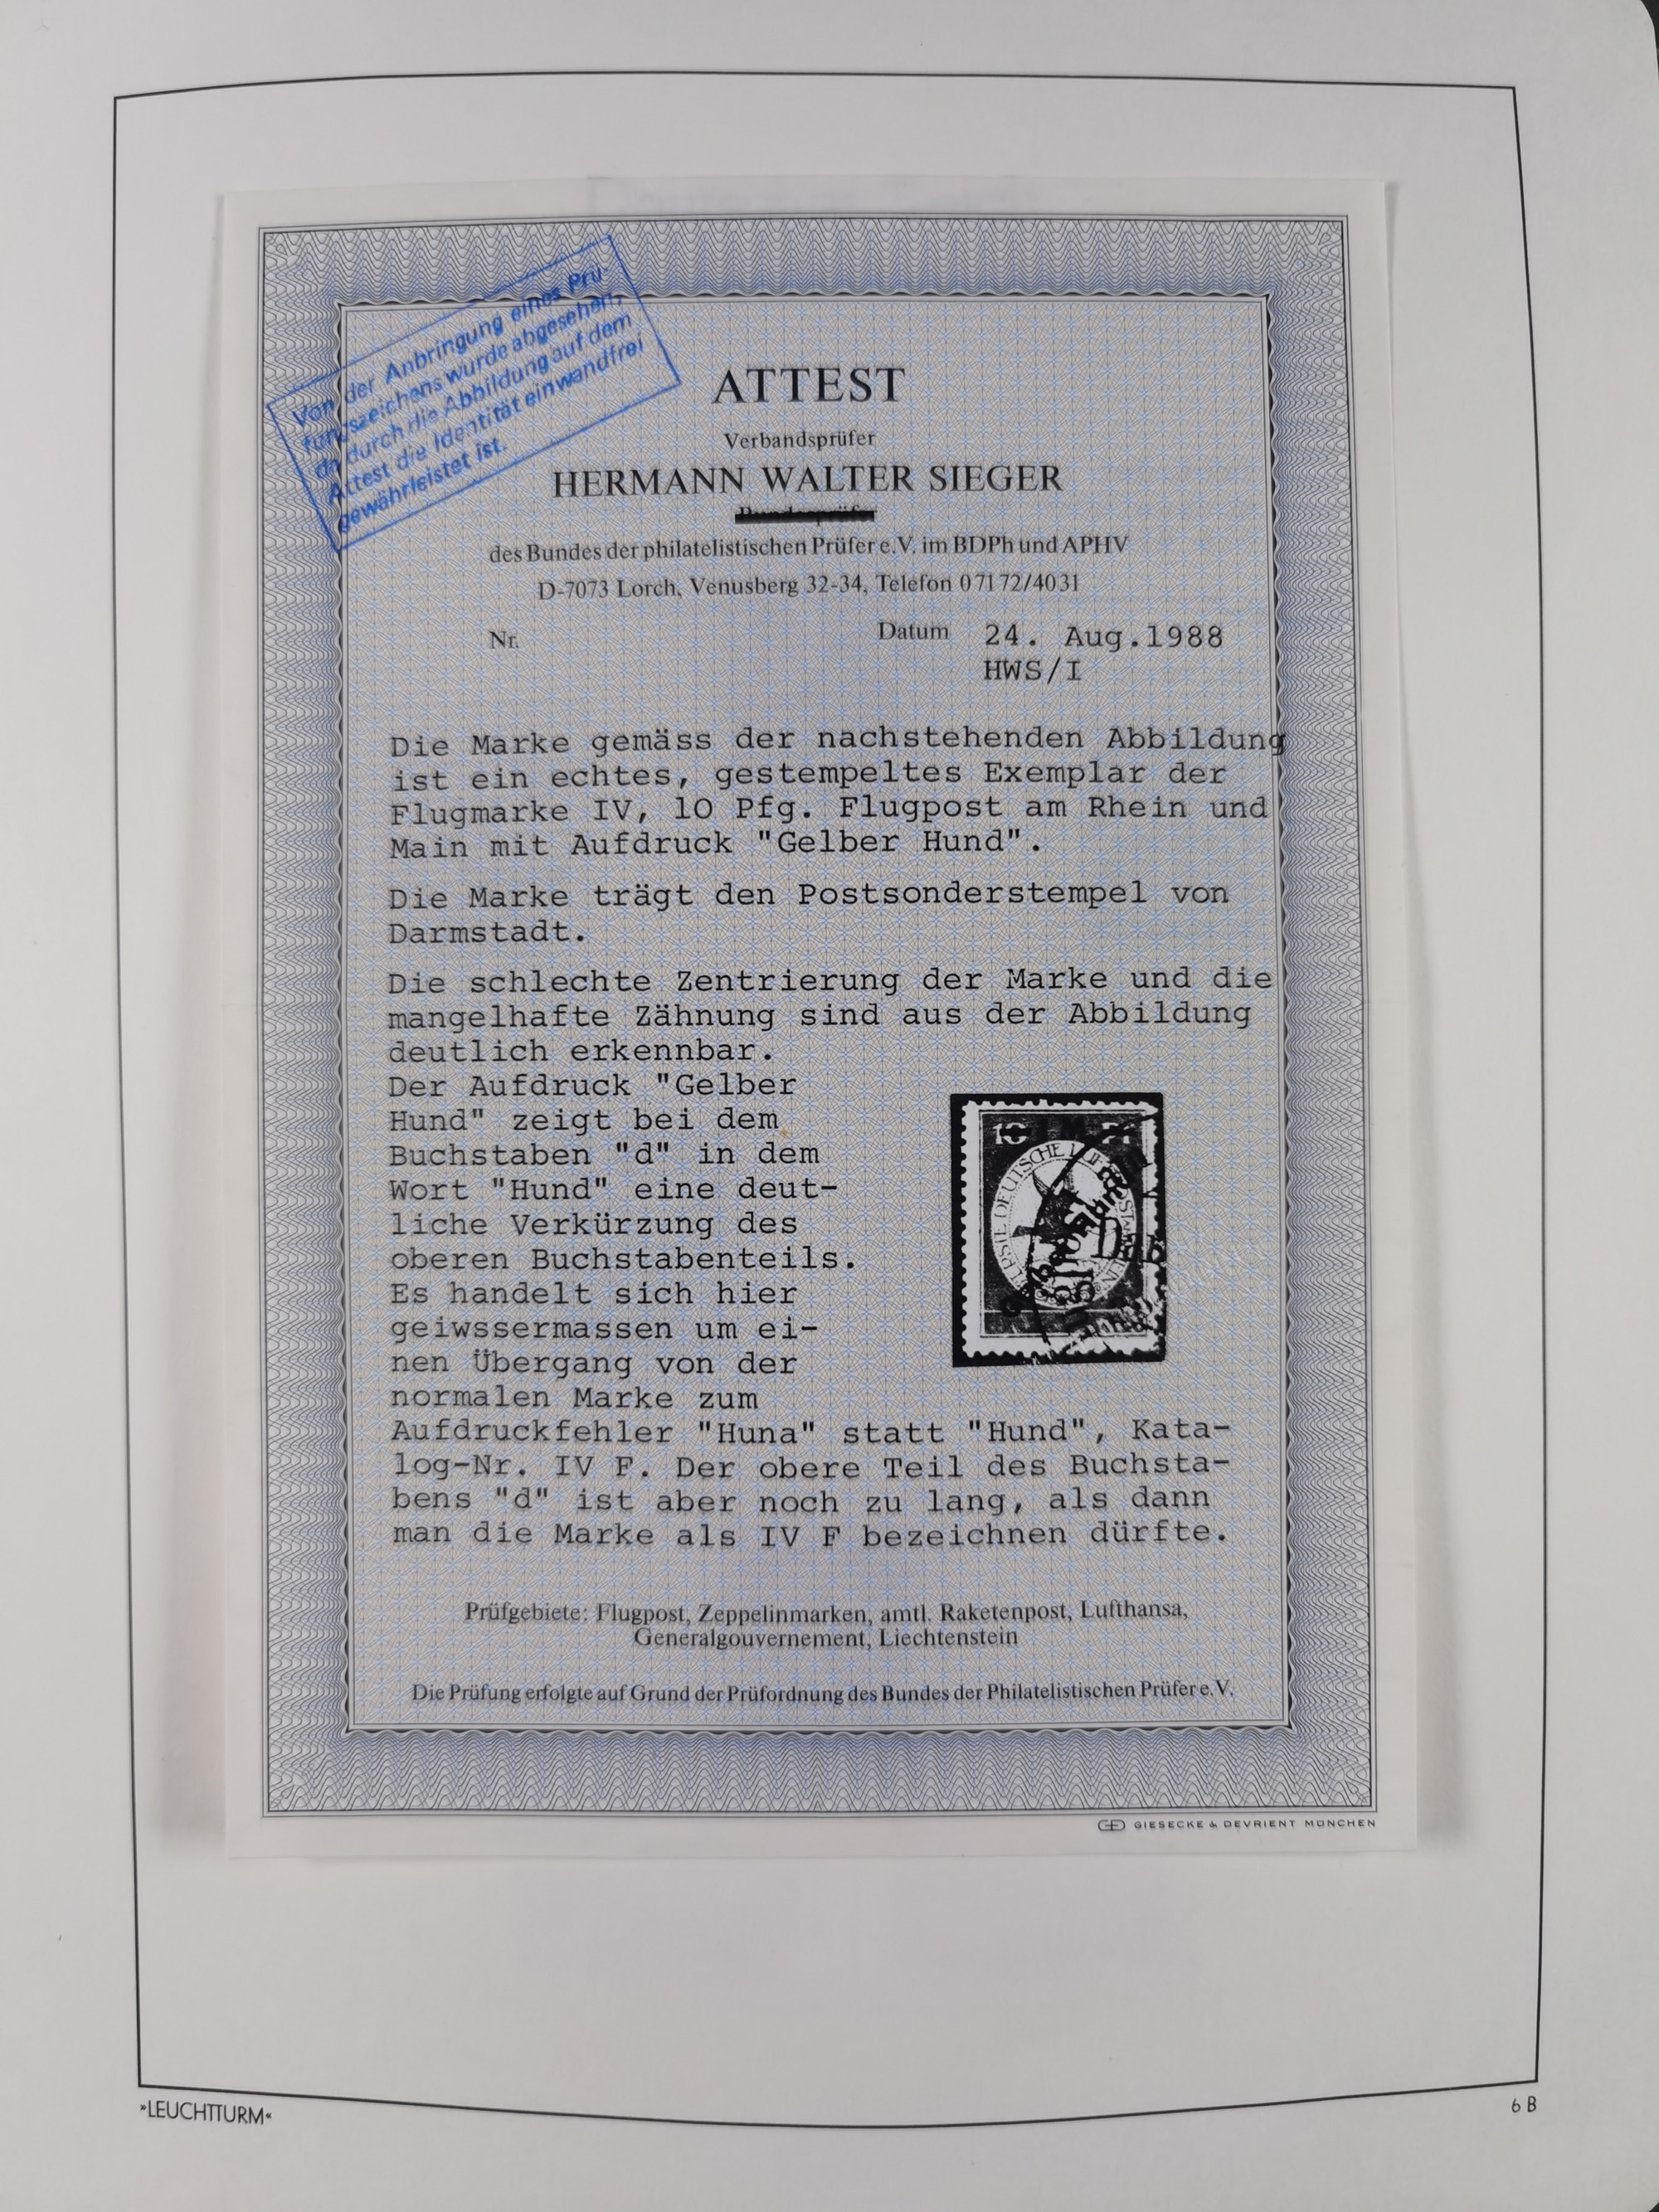 Von der Anbringung eines Prü-
fungszeichens wurde abgesehen,
da durch die Abbildung auf dem
Attest die Identität einwandfrei
gewährleistet ist.
ATTEST
Verbandsprüfer
HERMANN WALTER SIEGER
des Bundes der philatelistischen Prüfer e.V. im BDPh und APHV
D-7073 Lorch, Venusberg 32-34, Telefon 07172/4031
Nr. Datum 24. Aug.1988
HWS/I
Die Marke gemäss der nachstehenden Abbildung
ist ein echtes, gestempeltes Exemplar der
Flugmarke IV, 10 Pfg. Flugpost am Rhein und
Main mit Aufdruck "Gelber Hund".
Die Marke trägt den Postsonderstempel von
Darmstadt.
Die schlechte Zentrierung der Marke und die
mangelhafte Zähnung sind aus der Abbildung
deutlich erkennbar.
Der Aufdruck "Gelber
Hund" zeigt bei dem
Buchstaben "d" in dem
Wort "Hund" eine deut-
liche Verkürzung des
oberen Buchstabenteils.
Es handelt sich hier
geiwssermassen um ei-
nen Übergang von der
normalen Marke zum
Aufdruckfehler "Huna" statt "Hund", Kata-
log-Nr. IV F. Der obere Teil des Buchsta-
bens "d" ist aber noch zu lang, als dann
man die Marke als IV F bezeichnen dürfte.
Prüfgebiete: Flugpost, Zeppelinmarken, amtl. Raketenpost, Lufthansa,
Generalgouvernement, Liechtenstein
Die Prüfung erfolgte auf Grund der Prüfordnung des Bundes der Philatelistischen Prüfer e.V.
GD GIESECKE & DEVRIENT MÜNCHEN
»LEUCHTTURM«
6 B